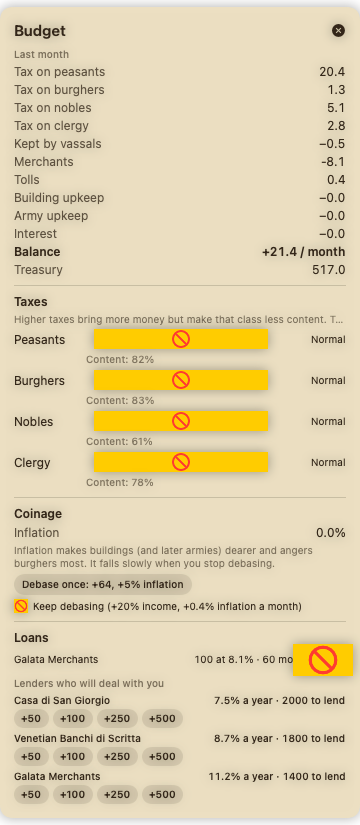 Budget
Last month
Tax on peasants 20.4
Tax on burghers 1.3
Tax on nobles 5.1
Tax on clergy 2.8
Kept by vassals −0.5
Merchants -8.1
Tolls 0.4
Building upkeep −0.0
Army upkeep −0.0
Interest −0.0
Balance +21.4 / month
Treasury 517.0
Taxes
Higher taxes bring more money but make that class less content. T…
Peasants Normal
Content: 82%
Burghers Normal
Content: 83%
Nobles Normal
Content: 61%
Clergy Normal
Content: 78%
Coinage
Inflation 0.0%
Inflation makes buildings (and later armies) dearer and angers
burghers most. It falls slowly when you stop debasing.
Debase once: +64, +5% inflation
Keep debasing (+20% income, +0.4% inflation a month)
Loans
Galata Merchants 100 at 8.1% · 60 mo
Lenders who will deal with you
Casa di San Giorgio 7.5% a year · 2000 to lend
+50 +100 +250 +500
Venetian Banchi di Scritta 8.7% a year · 1800 to lend
+50 +100 +250 +500
Galata Merchants 11.2% a year · 1400 to lend
+50 +100 +250 +500